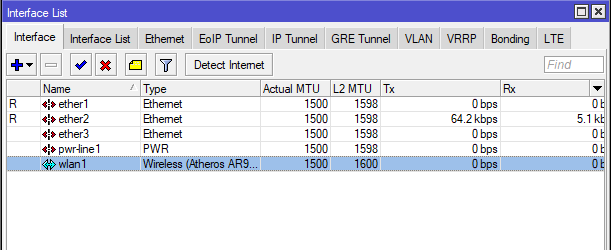 Interface List
Interface Interface List Ethernet EoIP Tunnel IP Tunnel GRE Tunnel VLAN VRRP Bonding LTE
Detect Internet Find
Name Type Actual MTU L2 MTU Tx Rx
R ether1 Ethernet 1500 1598 0 bps 0 b
R ether2 Ethernet 1500 1598 64.2 kbps 5.1 kb
ether3 Ethernet 1500 1598 0 bps 0 b
pwr-line1 PWR 1500 1598 0 bps 0 b
wlan1 Wireless (Atheros AR9... 1500 1600 0 bps 0 b